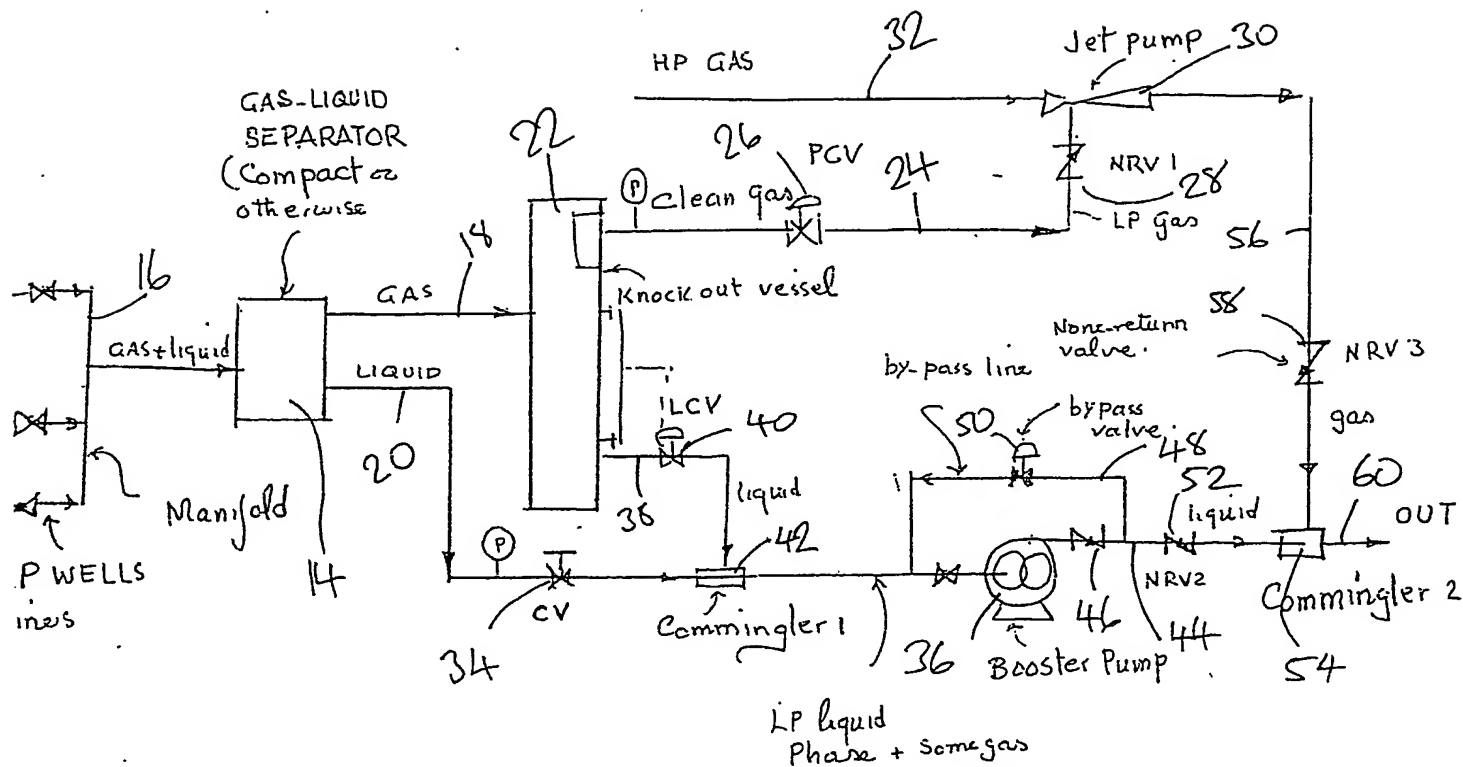 HP GAS
32
Jet pump
30
GAS-LIQUID
SEPARATOR
(Compact or
otherwise
22
26
PCV
P
Clean gas
24
NRV 1
28
LP gas
16
18
56
GAS
Knock out vessel
GAS+liquid
LIQUID
58
None-return
valve.
NRV 3
by-pass line
bypass
valve
gas
LCV
40
50
48
20
52
60
Manifold
38
liquid
liquid
OUT
P
42
P WELLS
ines
14
CV
NRV2
Commingler 2
34
Commingler 1
36
46
44
54
Booster Pump
LP liquid
Phase + some gas